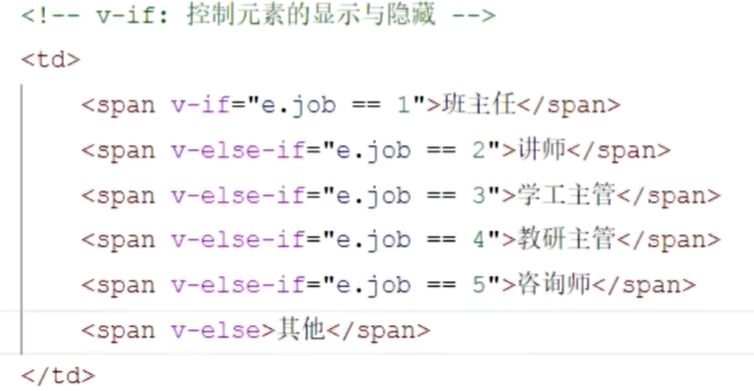 <!-- v-if: 控制元素的显示与隐藏 -->
<td>
<span v-if="e.job == 1">班主任</span>
<span v-else-if="e.job == 2">讲师</span>
<span v-else-if="e.job == 3">学工主管</span>
<span v-else-if="e.job == 4">教研主管</span>
<span v-else-if="e.job == 5">咨询师</span>
<span v-else>其他</span>
</td>